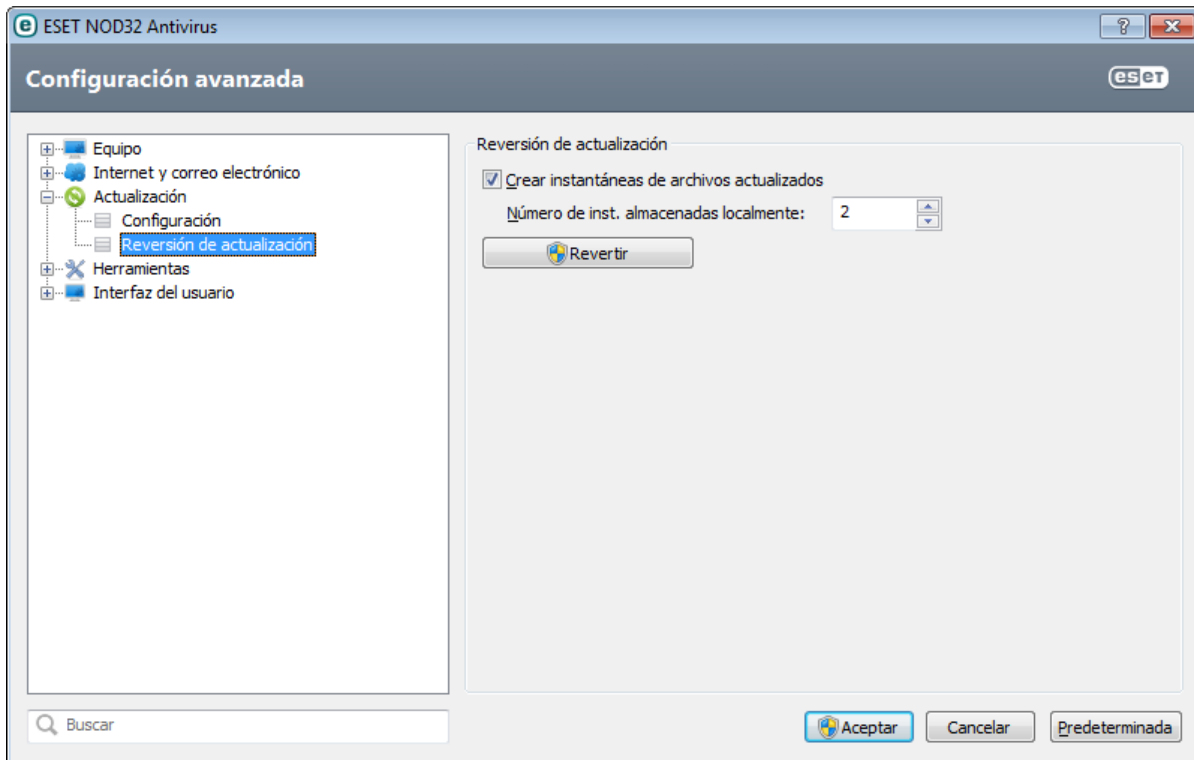 ESET NOD32 Antivirus
Configuración avanzada
eset
Equipo
Internet y correo electrónico
Actualización
Configuración
Reversión de actualización
Herramientas
Interfaz del usuario
Reversión de actualización
Crear instantáneas de archivos actualizados
Número de inst. almacenadas localmente: 2
Revertir
Buscar
Aceptar Cancelar Predeterminada